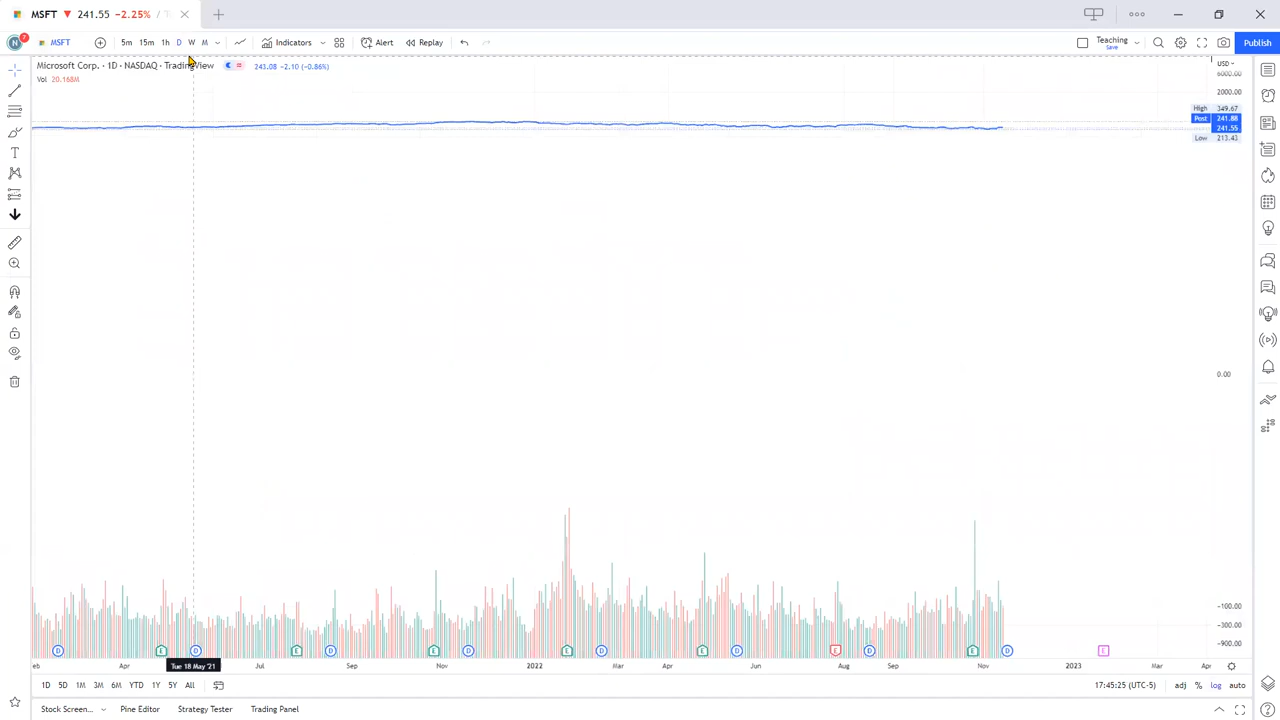 MSFT ▼ 241.55 −2.25% /
N 7 MSFT 5m 15m 1h D W M Indicators Alert Replay Teaching Save Publish
Microsoft Corp. · 1D · NASDAQ · TradingView 243.08 −2.10 (−0.86%)
Vol 20.168M
USD
6000.00
2000.00
High 349.67
Post 241.88
241.55
Low 213.43
0.00
−100.00
−300.00
−900.00
D E D E D E D E D E D E D E D E
Apr Tue 18 May '21 Jul Sep Nov 2022 Mar Apr Jun Aug Sep Nov 2023 Mar Apr
1D 5D 1M 3M 6M YTD 1Y 5Y All 17:45:25 (UTC-5) adj % log auto
Stock Screen... Pine Editor Strategy Tester Trading Panel